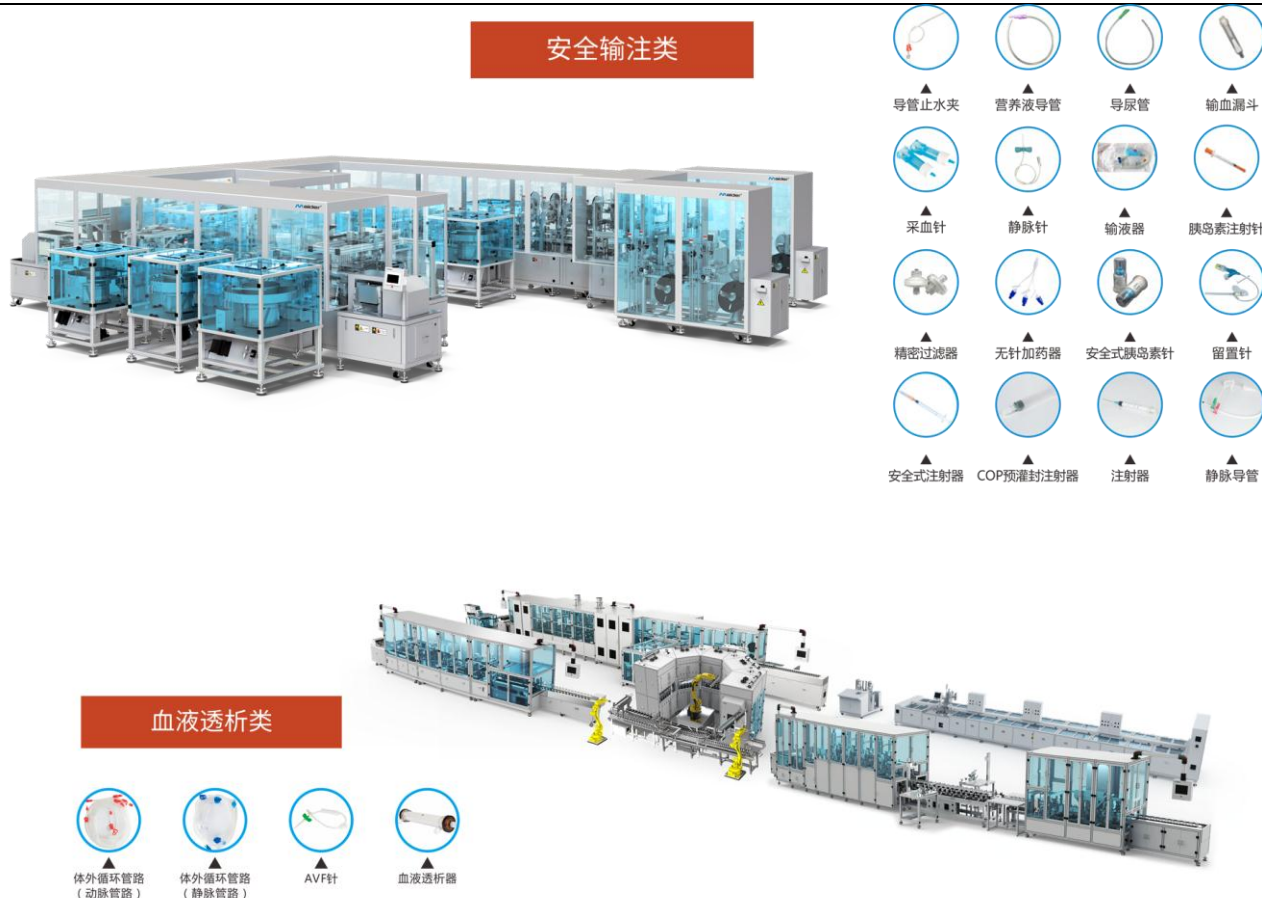 安全输注类
导管止水夹
营养液导管
导尿管
输血漏斗
采血针
静脉针
输液器
胰岛素注射针
精密过滤器
无针加药器
安全式胰岛素针
留置针
安全式注射器
COP预灌封注射器
注射器
静脉导管
血液透析类
体外循环管路
(动脉管路)
体外循环管路
(静脉管路)
AVF针
血液透析器